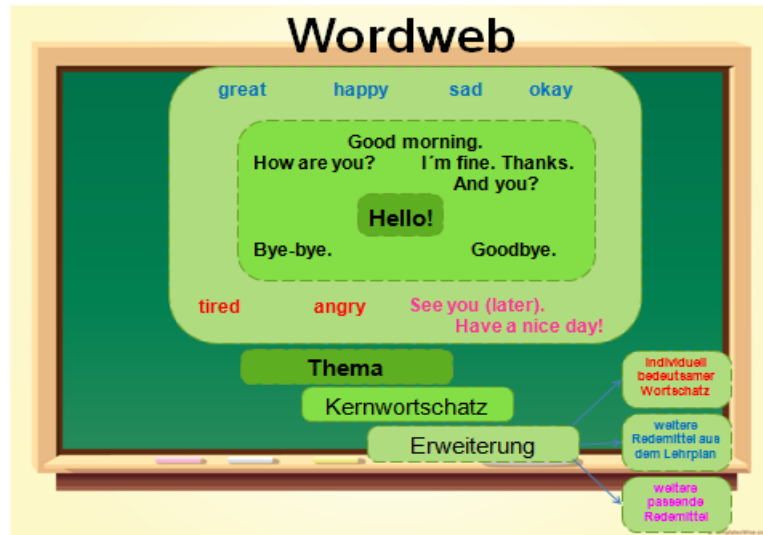 Wordweb
great happy sad okay
Good morning.
How are you? I´m fine. Thanks.
And you?
Hello!
Bye-bye. Goodbye.
tired angry See you (later).
Have a nice day!
Thema
Kernwortschatz
Erweiterung
individuell
bedeutsamer
Wortschatz
weitere
Redemittel aus
dem Lehrplan
weitere
passende
Redemittel